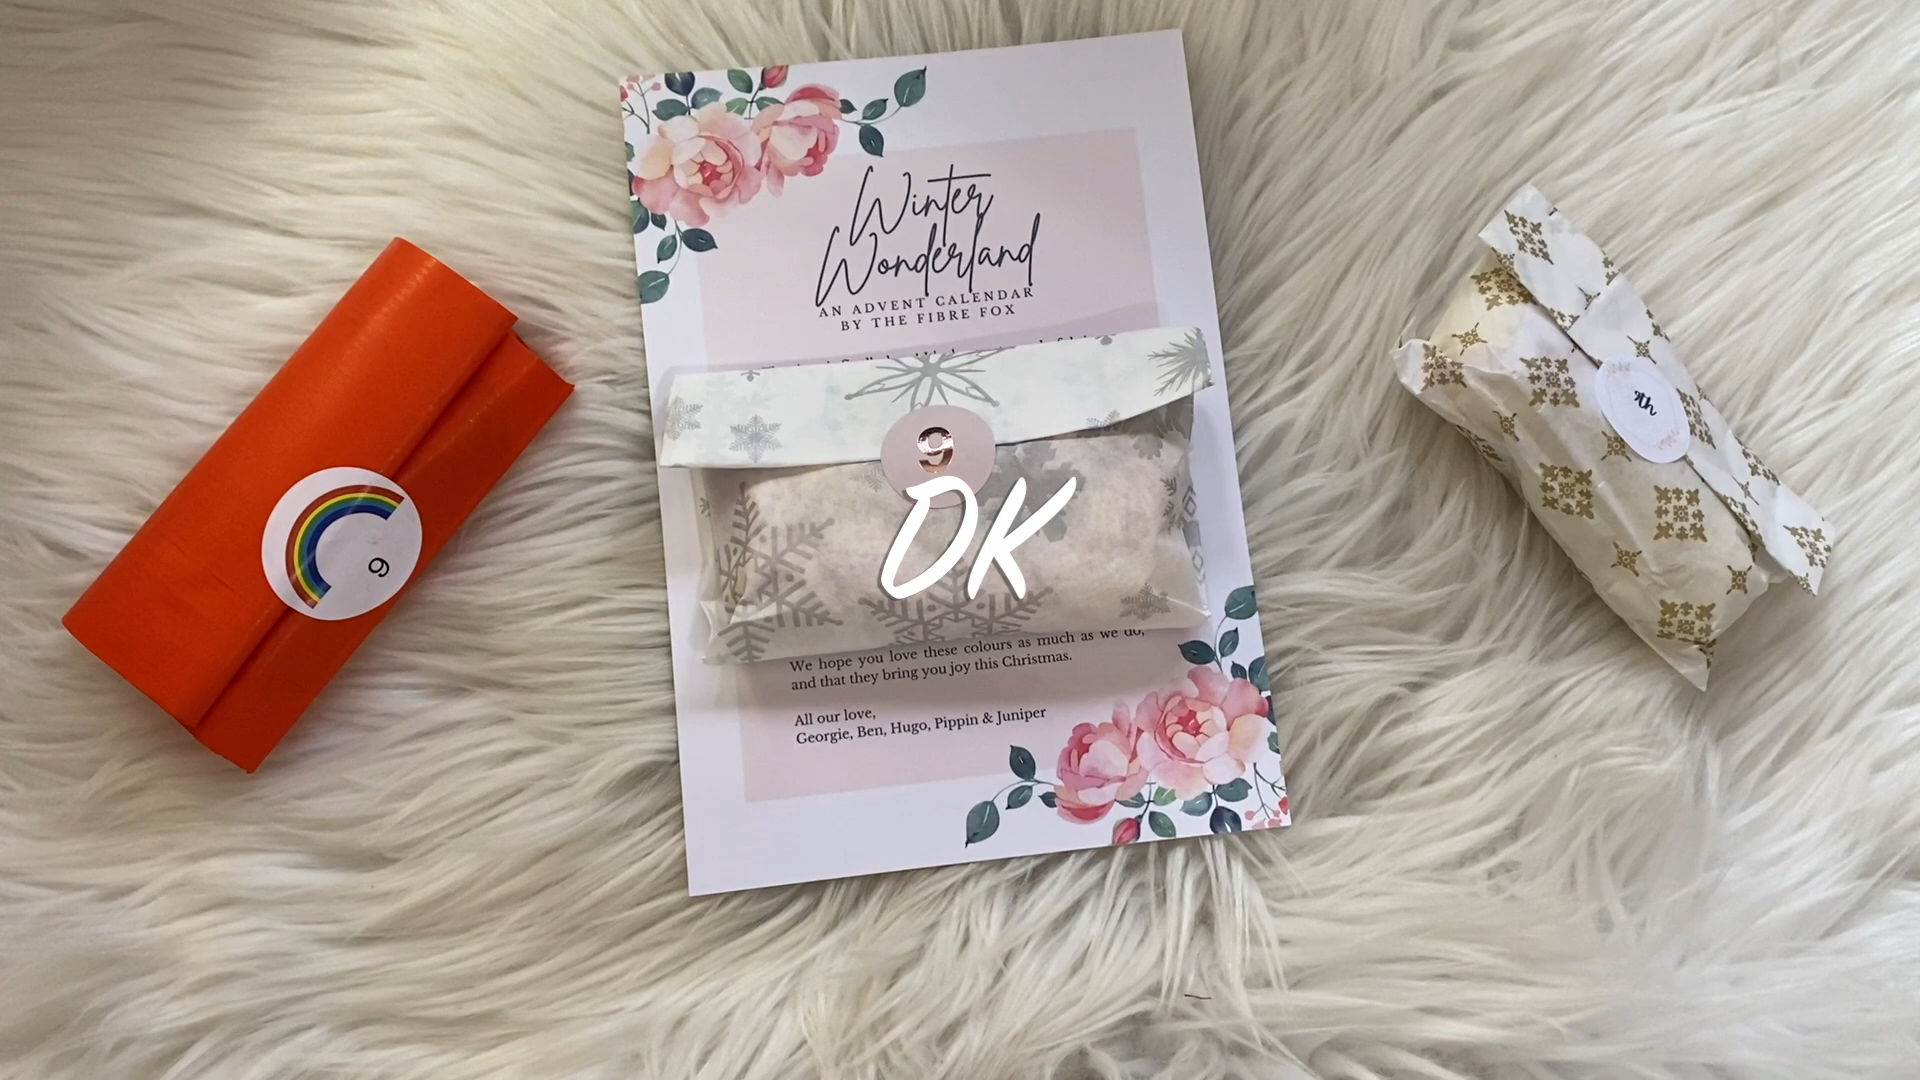 Winter
Wonderland
AN ADVENT CALENDAR
BY THE FIBRE FOX
9
DK
9
9th
We hope you love these colours as much as we do,
and that they bring you joy this Christmas.
All our love,
Georgie, Ben, Hugo, Pippin & Juniper